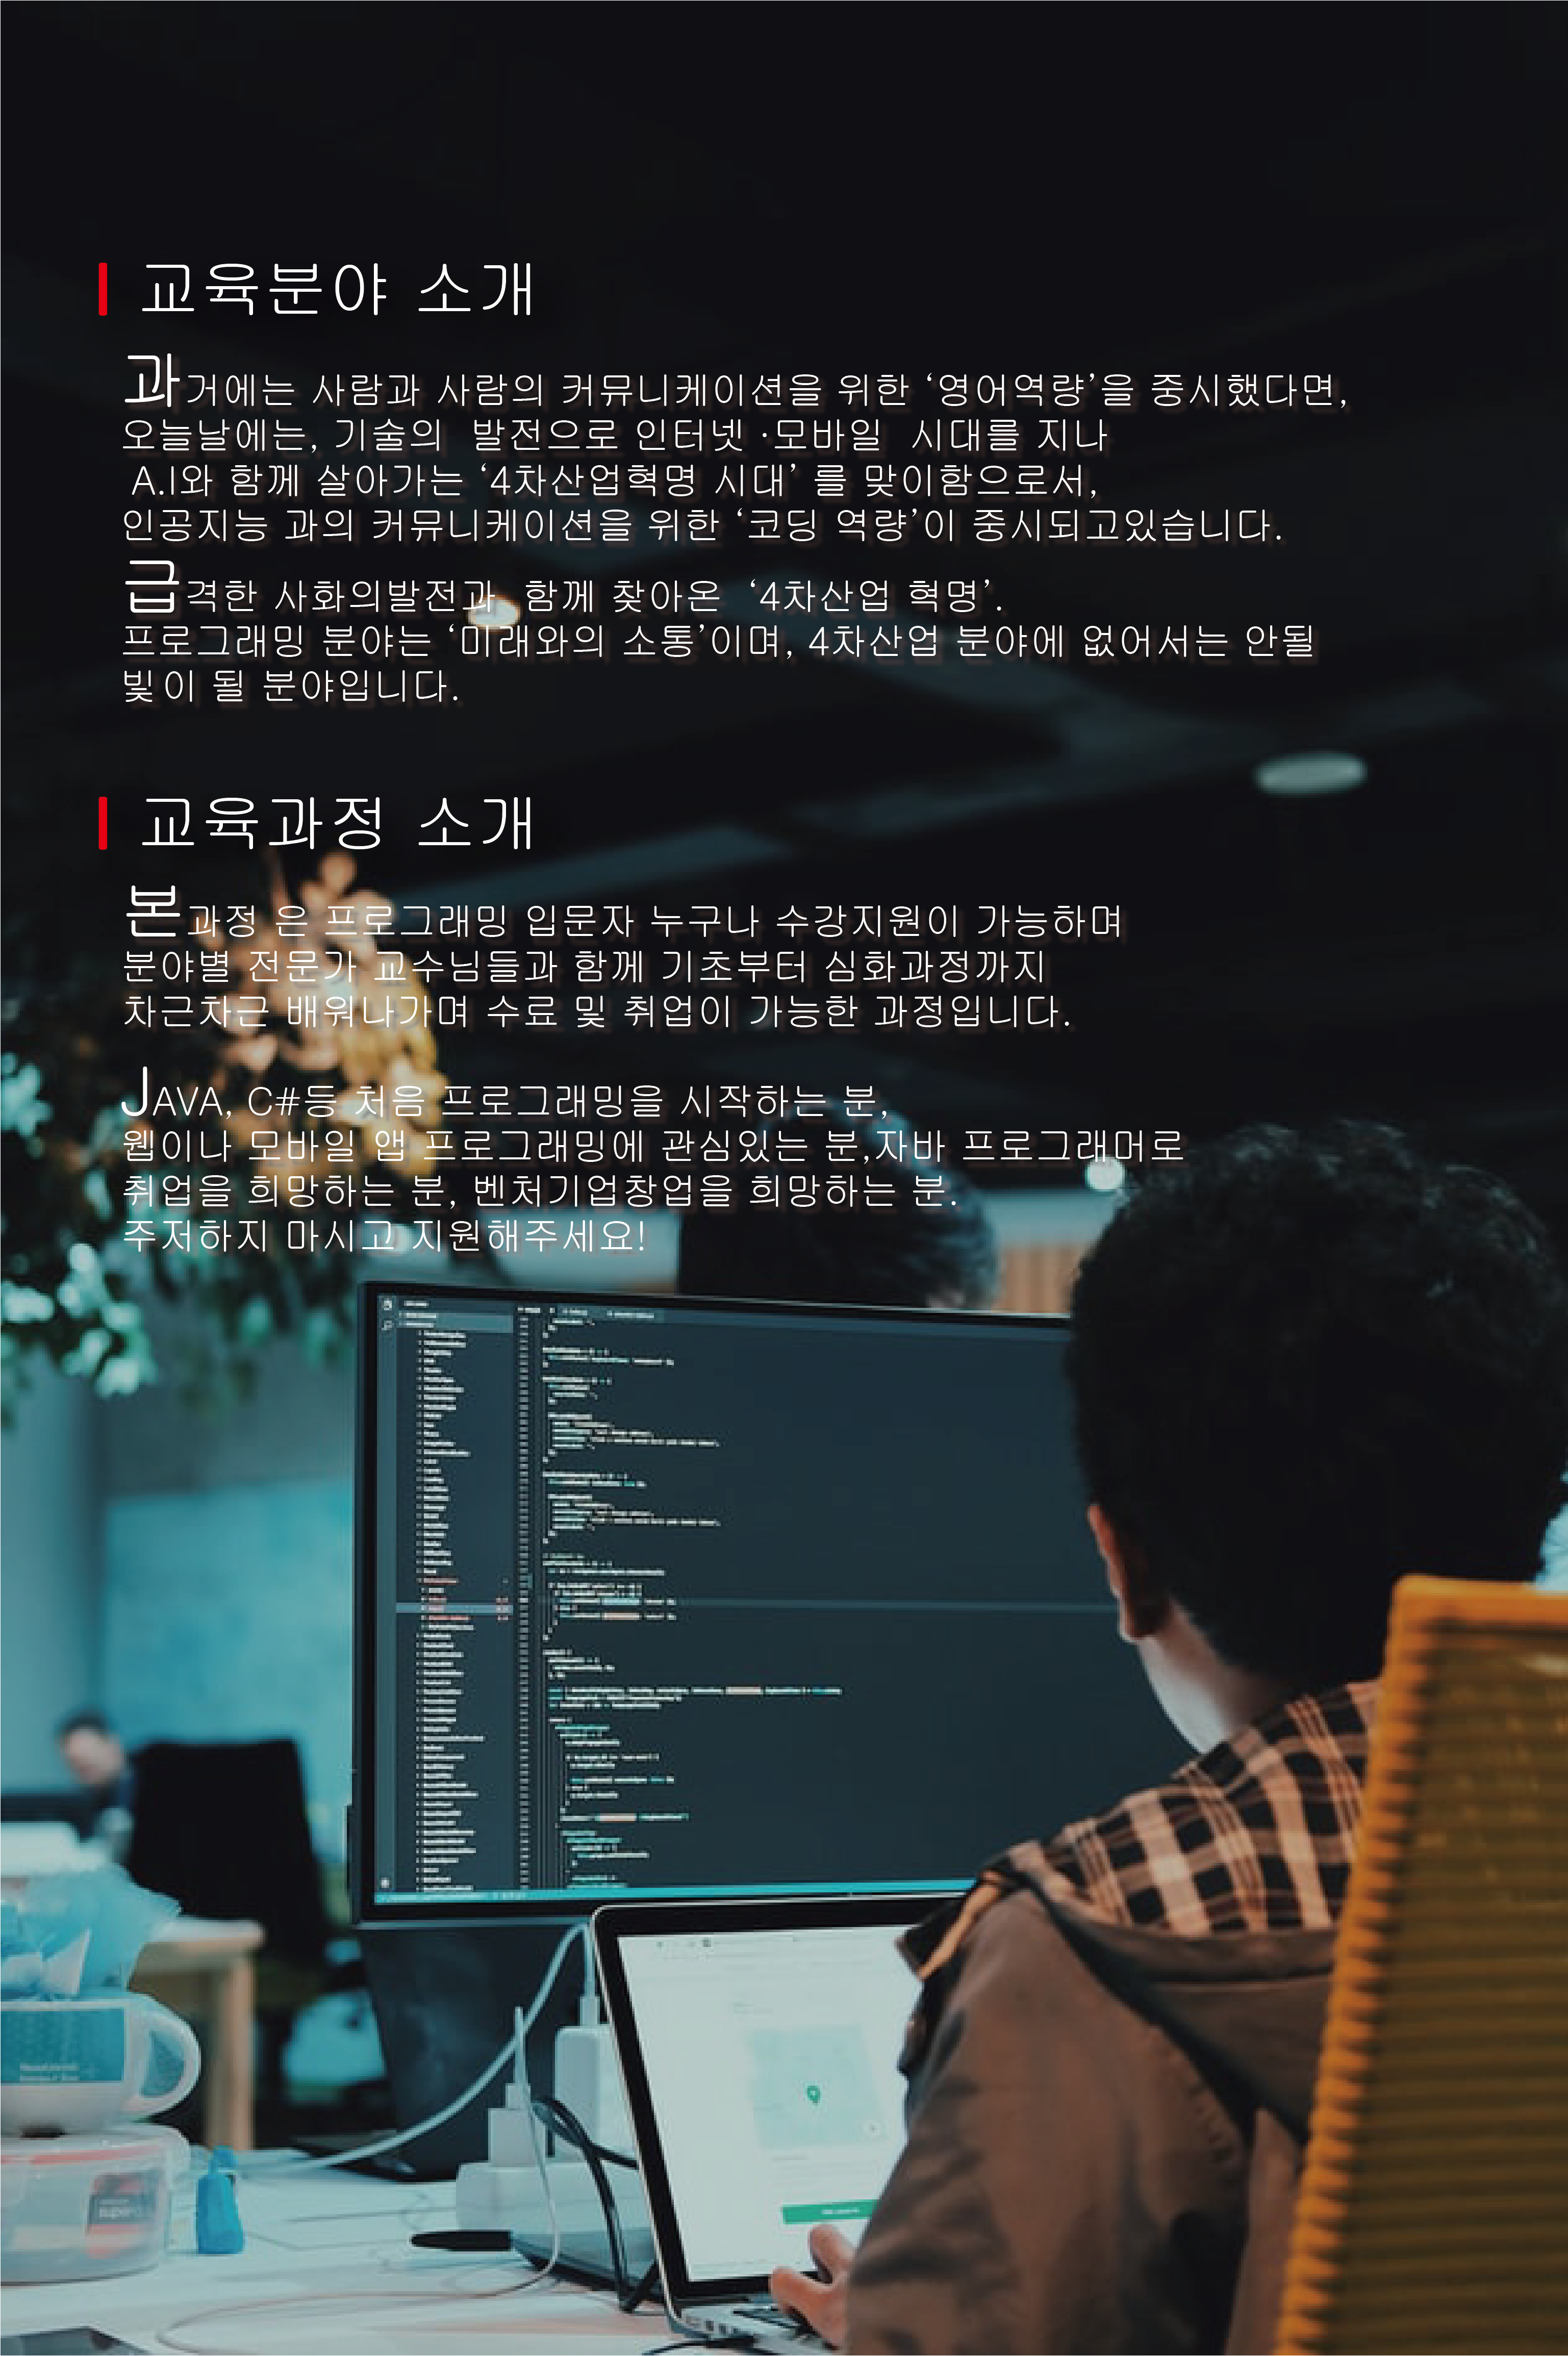 교육분야 소개
과거에는 사람과 사람의 커뮤니케이션을 위한 ‘영어역량’을 중시했다면,
오늘날에는, 기술의 발전으로 인터넷 ·모바일 시대를 지나
A.I와 함께 살아가는 ‘4차산업혁명 시대’ 를 맞이함으로서,
인공지능 과의 커뮤니케이션을 위한 ‘코딩 역량’이 중시되고있습니다.
급격한 사화의발전과 함께 찾아온 ‘4차산업 혁명’.
프로그래밍 분야는 ‘미래와의 소통’이며, 4차산업 분야에 없어서는 안될
빛이 될 분야입니다.
교육과정 소개
본과정 은 프로그래밍 입문자 누구나 수강지원이 가능하며
분야별 전문가 교수님들과 함께 기초부터 심화과정까지
차근차근 배워나가며 수료 및 취업이 가능한 과정입니다.
JAVA, C#등 처음 프로그래밍을 시작하는 분,
웹이나 모바일 앱 프로그래밍에 관심있는 분,자바 프로그래머로
취업을 희망하는 분, 벤처기업창업을 희망하는 분.
주저하지 마시고 지원해주세요!